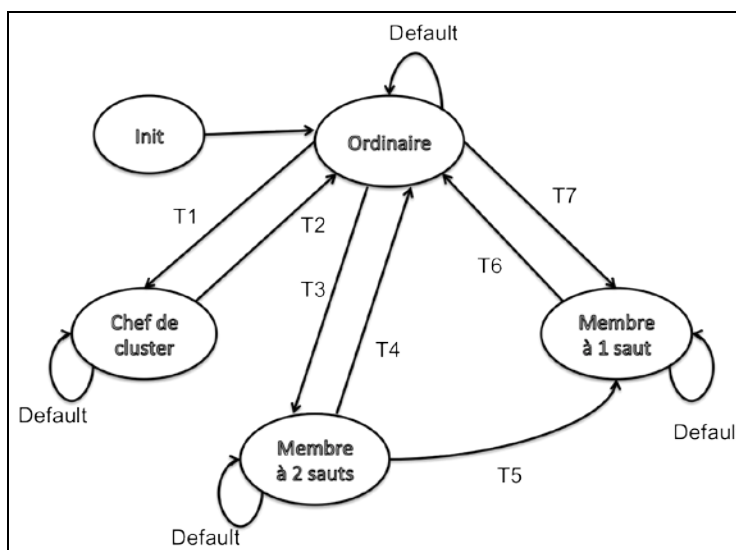 Default
Init
Ordinaire
T1
T2
T3
T4
T6
T7
Chef de
cluster
Membre
à 1 saut
Default
Defaul
Membre
à 2 sauts
T5
Default